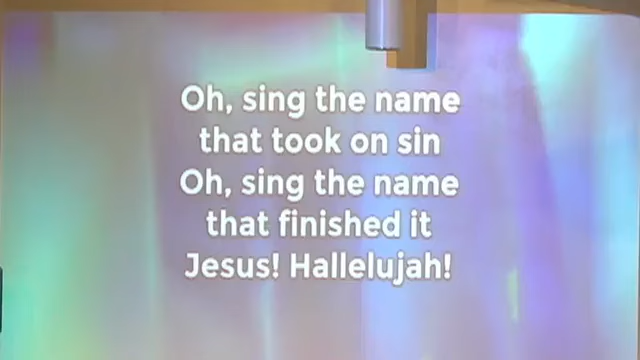 Oh, sing the name
that took on sin
Oh, sing the name
that finished it
Jesus! Hallelujah!